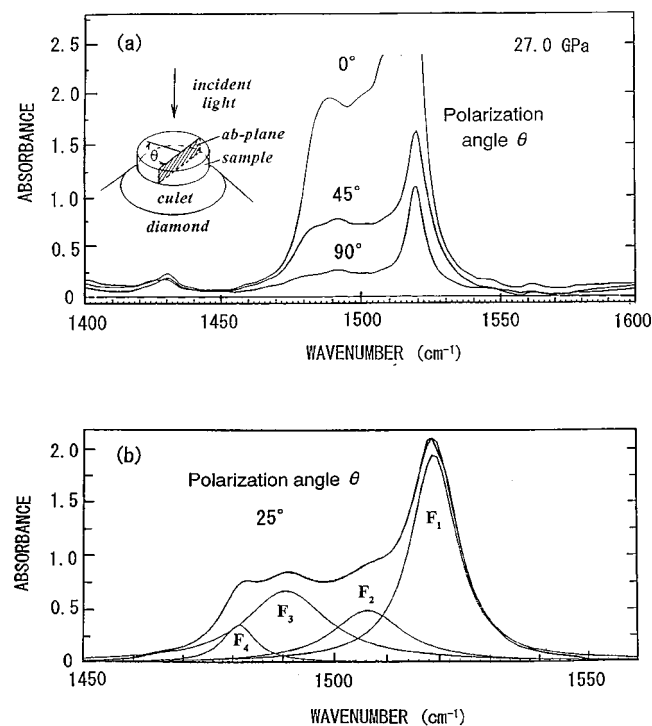 (a)
27.0 GPa
2.5
2.0
1.5
1.0
0.5
0
ABSORBANCE
incident
light
ab-plane
sample
θ
culet
diamond
0°
45°
90°
Polarization
angle θ
1400
1450
1500
1550
1600
WAVENUMBER (cm⁻¹)
(b)
2.0
1.5
1.0
0.5
0
ABSORBANCE
Polarization angle θ
25°
F₁
F₂
F₃
F₄
1450
1500
1550
WAVENUMBER (cm⁻¹)